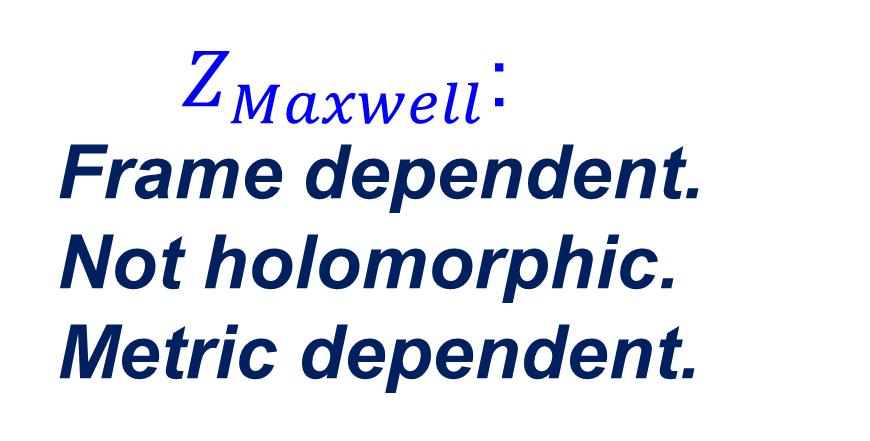 Z_{Maxwell}:
Frame dependent.
Not holomorphic.
Metric dependent.